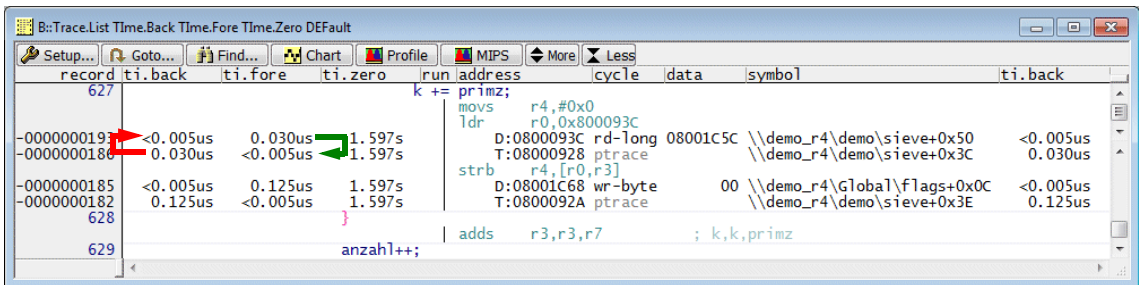 B::Trace.List TIme.Back TIme.Fore TIme.Zero DEFault
Setup... Goto... Find... Chart Profile MIPS More Less
record ti.back ti.fore ti.zero run address cycle data symbol ti.back
627 k += primz;
movs r4,#0x0
ldr r0,0x800093C
-0000000193 <0.005us 0.030us 1.597s D:0800093C rd-long 08001C5C \\demo_r4\demo\sieve+0x50 <0.005us
-0000000186 0.030us <0.005us 1.597s T:08000928 ptrace \\demo_r4\demo\sieve+0x3C 0.030us
strb r4,[r0,r3]
-0000000185 <0.005us 0.125us 1.597s D:08001C68 wr-byte 00 \\demo_r4\Global\flags+0x0C <0.005us
-0000000182 0.125us <0.005us 1.597s T:0800092A ptrace \\demo_r4\demo\sieve+0x3E 0.125us
628 }
adds r3,r3,r7 ; k,k,primz
629 anzahl++;